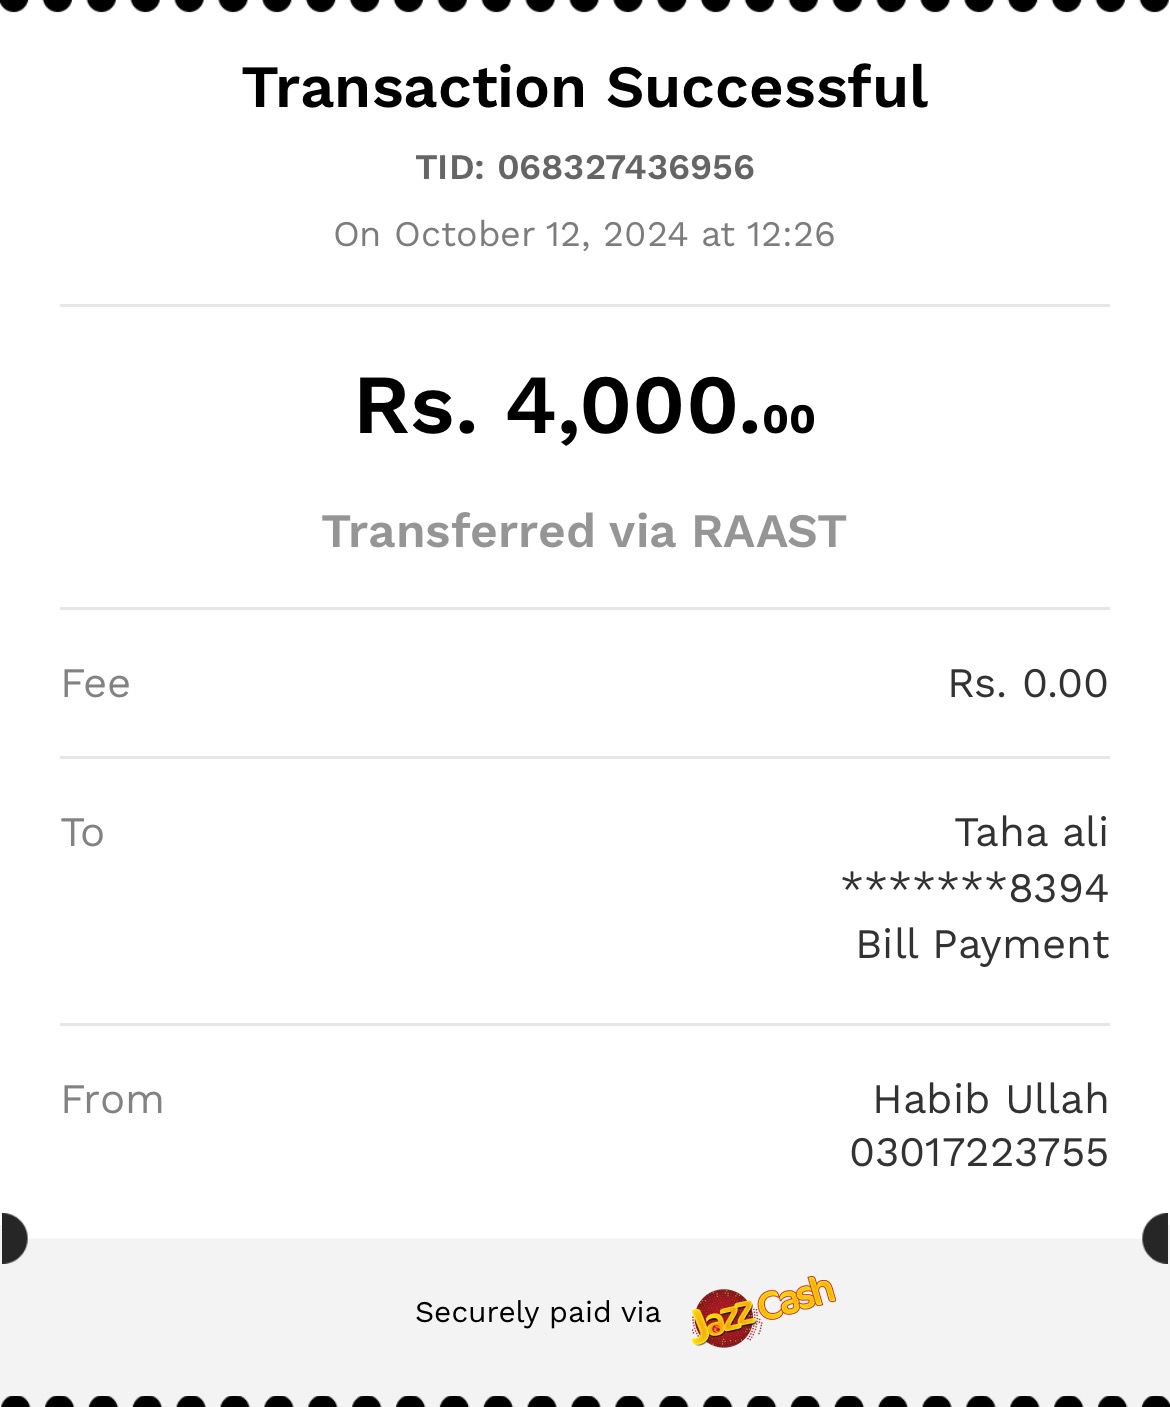 Transaction Successful
TID: 068327436956
On October 12, 2024 at 12:26
Rs. 4,000.00
Transferred via RAAST
Fee Rs. 0.00
To Taha ali
*******8394
Bill Payment
From Habib Ullah
03017223755
Securely paid via JazzCash